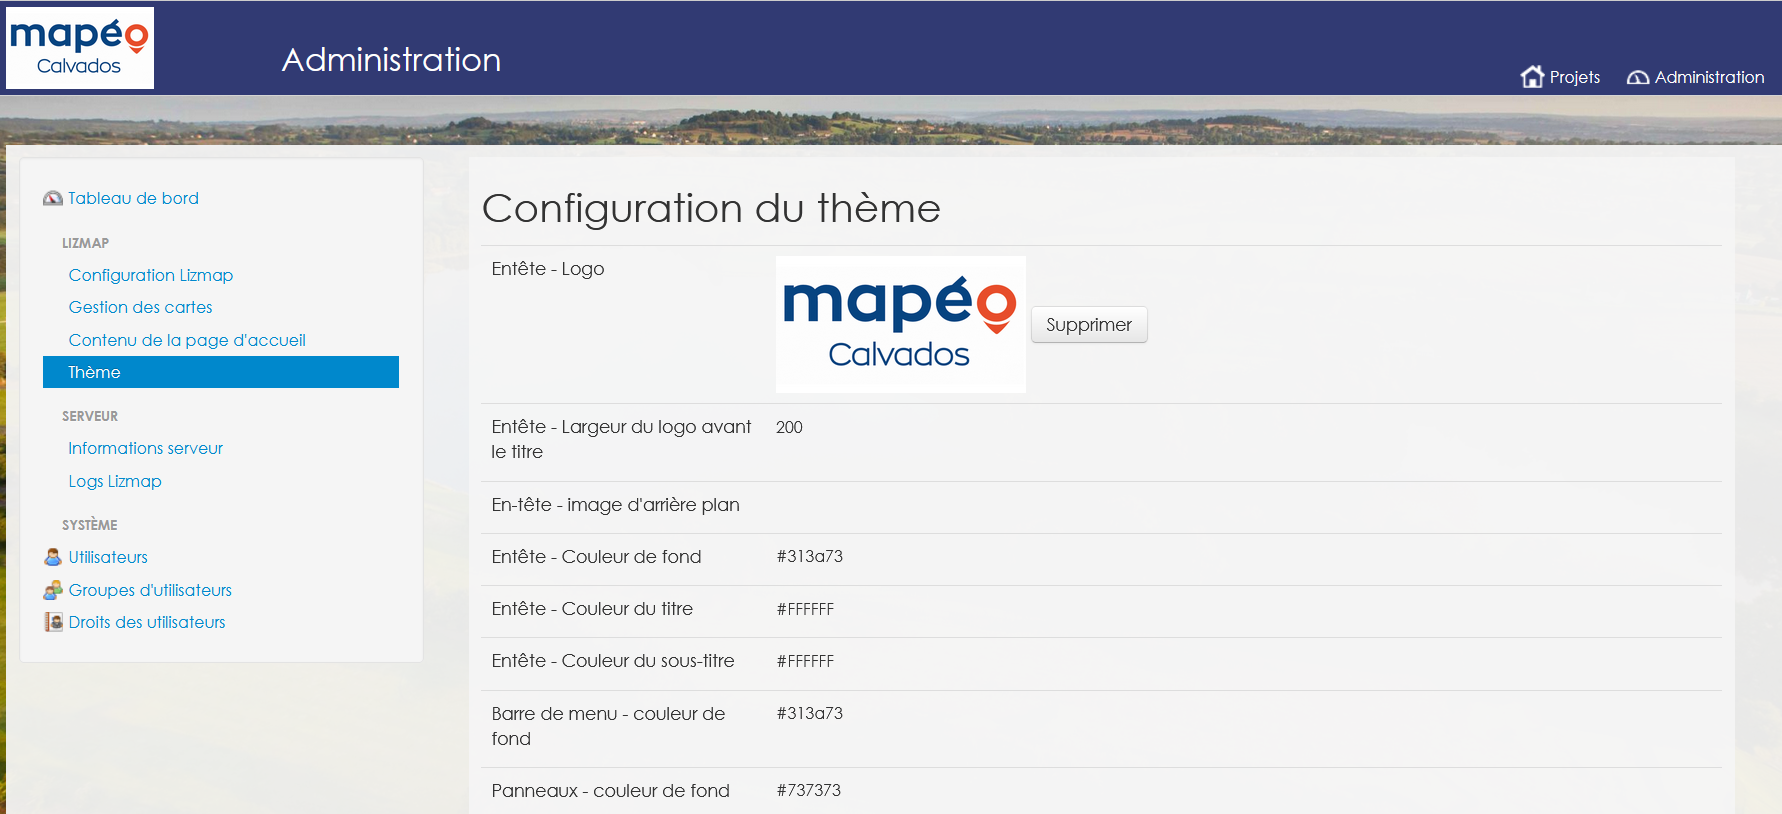 mapéo
Calvados
Administration
Projets
Administration
Tableau de bord
LIZMAP
Configuration Lizmap
Gestion des cartes
Contenu de la page d'accueil
Thème
SERVEUR
Informations serveur
Logs Lizmap
SYSTÈME
Utilisateurs
Groupes d'utilisateurs
Droits des utilisateurs
Configuration du thème
Entête - Logo
mapéo
Calvados
Supprimer
Entête - Largeur du logo avant
le titre
200
En-tête - image d'arrière plan
Entête - Couleur de fond
#313a73
Entête - Couleur du titre
#FFFFFF
Entête - Couleur du sous-titre
#FFFFFF
Barre de menu - couleur de
fond
#313a73
Panneaux - couleur de fond
#737373